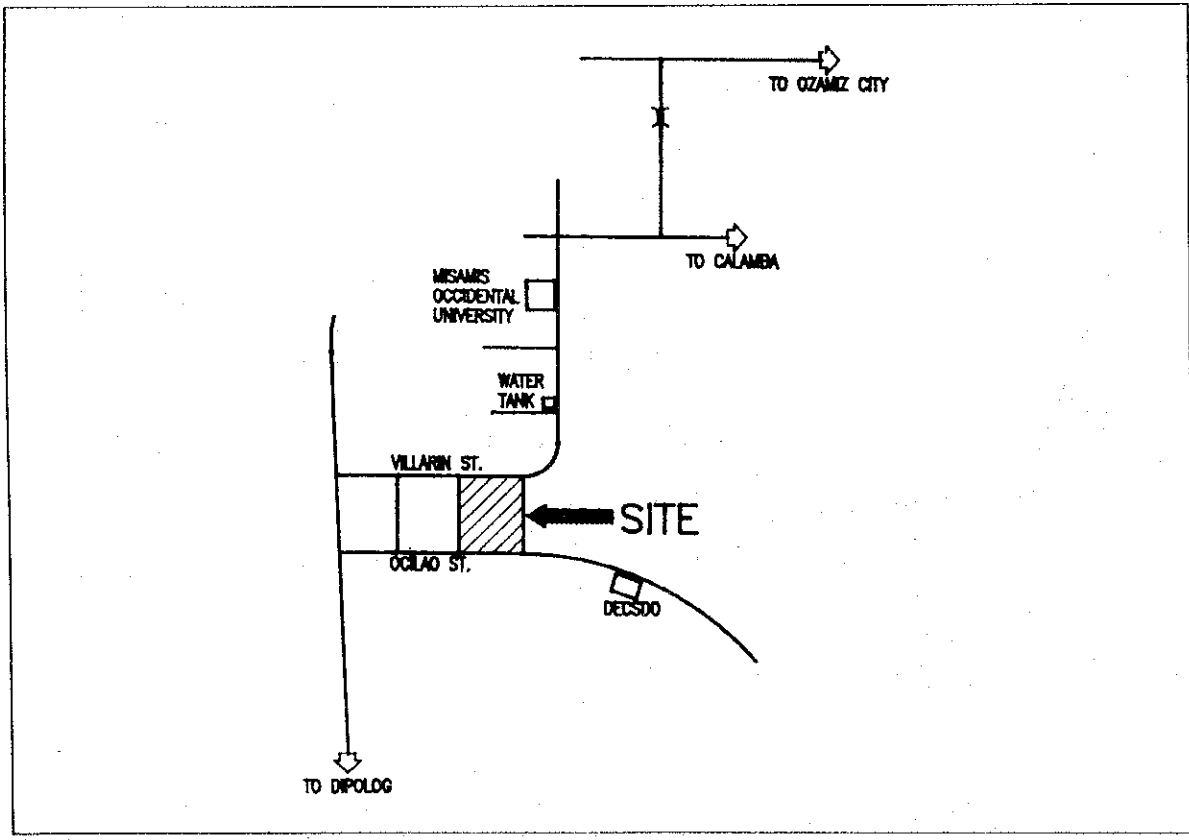 TO OZAMIZ CITY
TO CALAMBA
MISAMIS
OCCIDENTAL
UNIVERSITY
WATER
TANK
VILLARIN ST.
SITE
OCILAO ST.
DECSDO
TO DIPOLOG